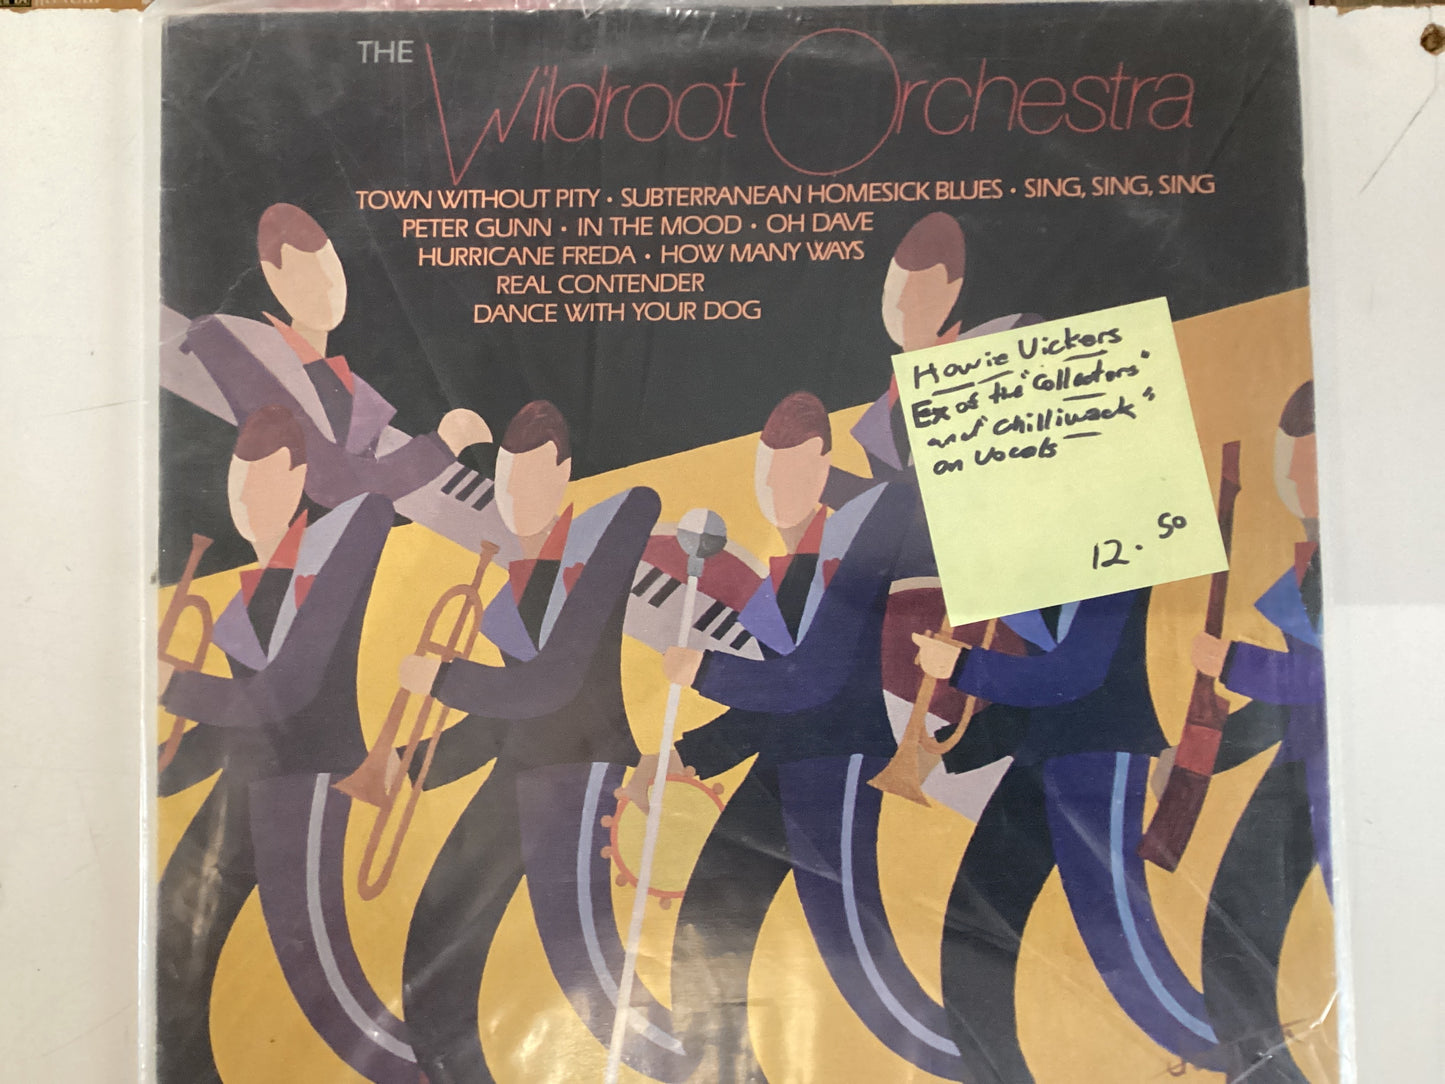 THE
Wildroot Orchestra
TOWN WITHOUT PITY • SUBTERRANEAN HOMESICK BLUES • SING, SING, SING
PETER GUNN • IN THE MOOD • OH DAVE
HURRICANE FREDA • HOW MANY WAYS
REAL CONTENDER
DANCE WITH YOUR DOG
Howie Vickers
Ex of the "Collectors"
and "Chilliwack"
on Vocals
12.50